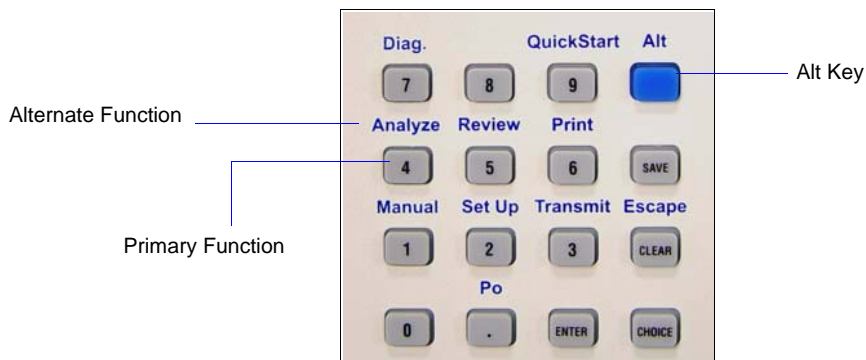 Diag. QuickStart Alt
7 8 9 Alt Key
Alternate Function
Analyze Review Print
4 5 6 SAVE
Manual Set Up Transmit Escape
Primary Function 1 2 3 CLEAR
Po
0 . ENTER CHOICE